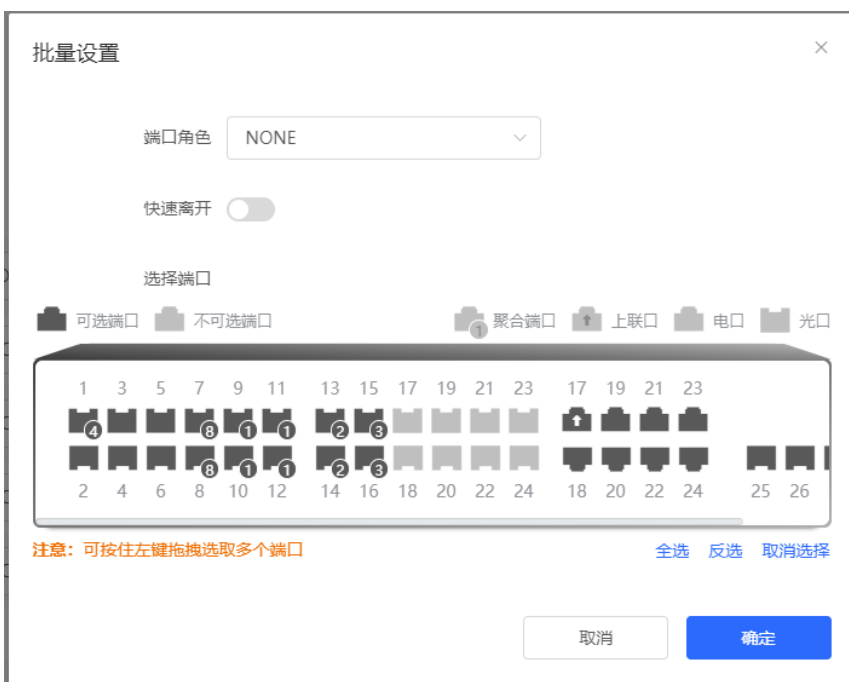 批量设置
端口角色 NONE
快速离开
选择端口
可选端口 不可选端口 1 聚合端口 上联口 电口 光口
1 3 5 7 9 11 13 15 17 19 21 23 17 19 21 23
4 8 1 1 2 3
8 1 1 2 3
2 4 6 8 10 12 14 16 18 20 22 24 18 20 22 24 25 26
注意：可按住左键拖拽选取多个端口 全选 反选 取消选择
取消 确定